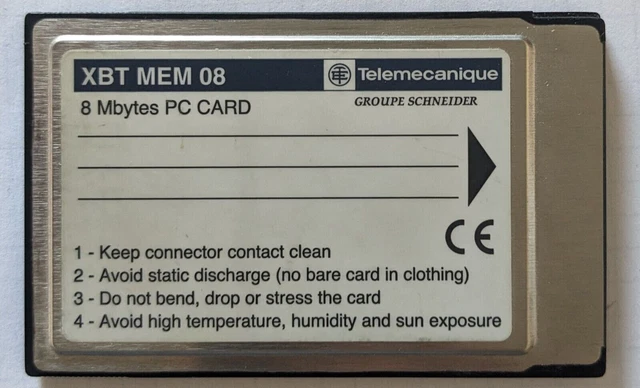 XBT MEM 08
Telemecanique
8 Mbytes PC CARD
GROUPE SCHNEIDER
CE
1 - Keep connector contact clean
2 - Avoid static discharge (no bare card in clothing)
3 - Do not bend, drop or stress the card
4 - Avoid high temperature, humidity and sun exposure